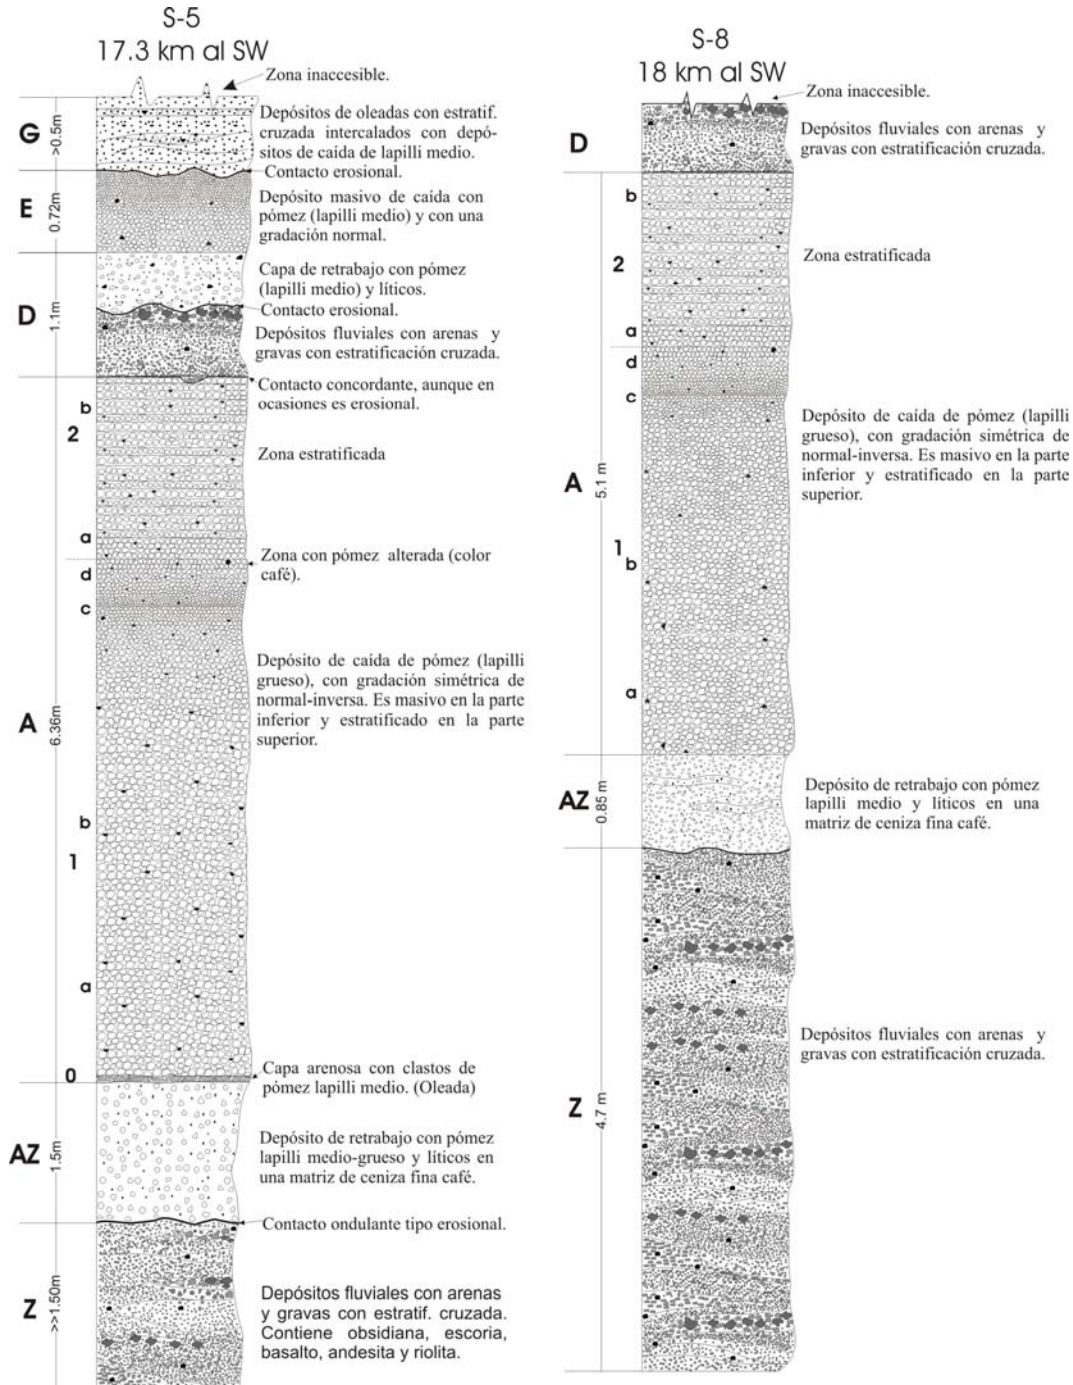 S-5
17.3 km al SW
Zona inaccesible.
G
>0.5m
Depósitos de oleadas con estratif.
cruzada intercalados con depó-
sitos de caída de lapilli medio.
Contacto erosional.
E
0.72m
Depósito masivo de caída con
pómez (lapilli medio) y con una
gradación normal.
D
1.1m
Capa de retrabajo con pómez
(lapilli medio) y líticos.
Contacto erosional.
Depósitos fluviales con arenas y
gravas con estratificación cruzada.
Contacto concordante, aunque en
ocasiones es erosional.
b
2
Zona estratificada
a
Zona con pómez alterada (color
café).
d
c
Depósito de caída de pómez (lapilli
grueso), con gradación simétrica de
normal-inversa. Es masivo en la parte
inferior y estratificado en la parte
superior.
A
6.36m
b
1
a
0
Capa arenosa con clastos de
pómez lapilli medio. (Oleada)
AZ
1.5m
Depósito de retrabajo con pómez
lapilli medio-grueso y líticos en
una matriz de ceniza fina café.
Contacto ondulante tipo erosional.
Z
>>1.50m
Depósitos fluviales con arenas
y gravas con estratif. cruzada.
Contiene obsidiana, escoria,
basalto, andesita y riolita.
S-8
18 km al SW
Zona inaccesible.
D
Depósitos fluviales con arenas y
gravas con estratificación cruzada.
b
2
Zona estratificada
a
d
c
Depósito de caída de pómez (lapilli
grueso), con gradación simétrica de
normal-inversa. Es masivo en la parte
inferior y estratificado en la parte
superior.
A
5.1 m
1
b
a
AZ
0.85 m
Depósito de retrabajo con pómez
lapilli medio y líticos en una
matriz de ceniza fina café.
Z
4.7 m
Depósitos fluviales con arenas y
gravas con estratificación cruzada.